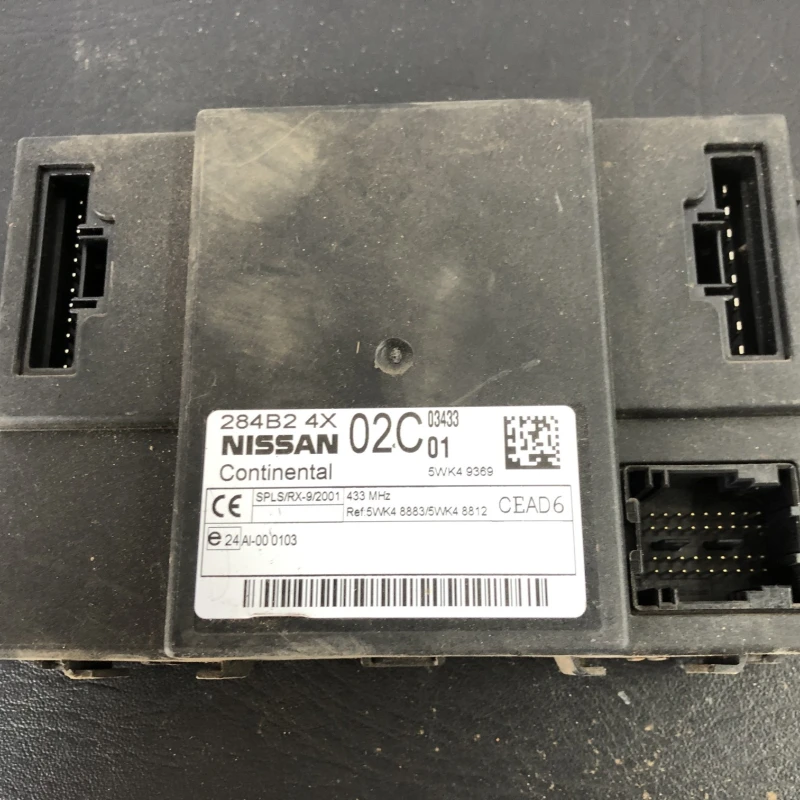 284B2 4X
NISSAN 02C 03433 01
Continental 5WK4 9369
CE SPLS/RX-9/2001 433 MHz
Ref:5WK4 8883/5WK4 8812 CEAD6
e 24 AI-00 0103